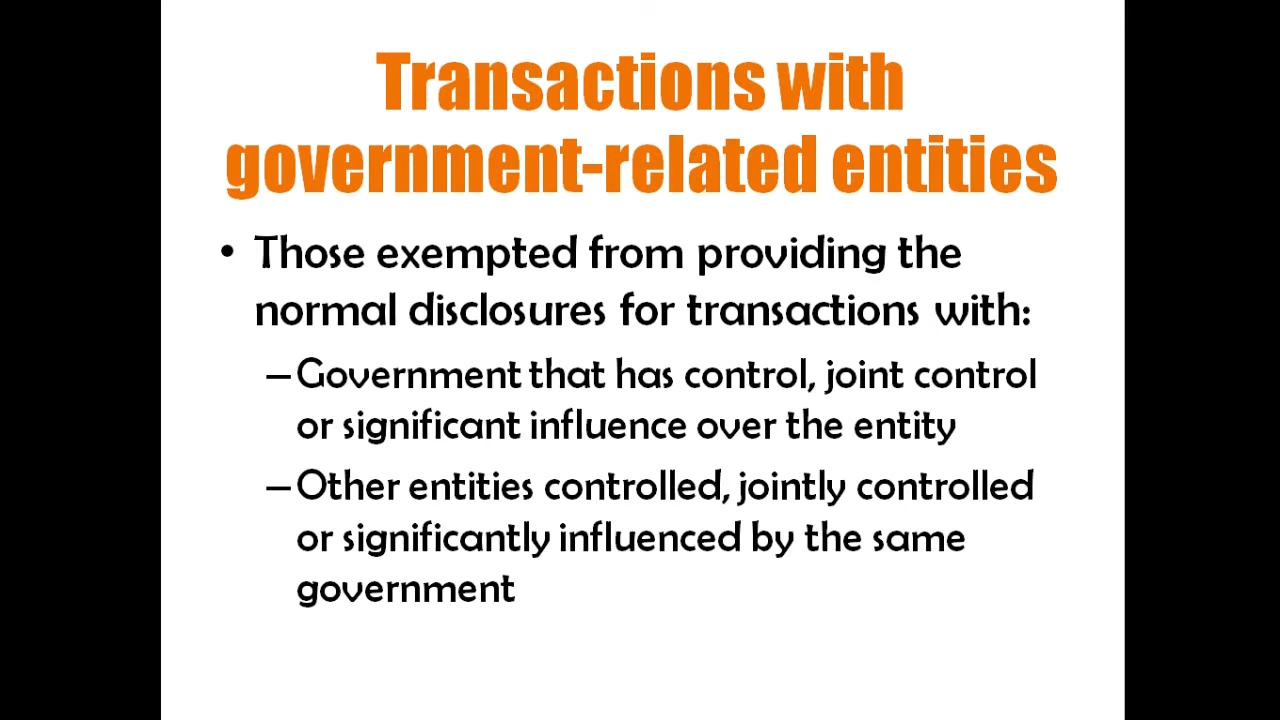 Transactions with
government-related entities
• Those exempted from providing the
normal disclosures for transactions with:
–Government that has control, joint control
or significant influence over the entity
–Other entities controlled, jointly controlled
or significantly influenced by the same
government